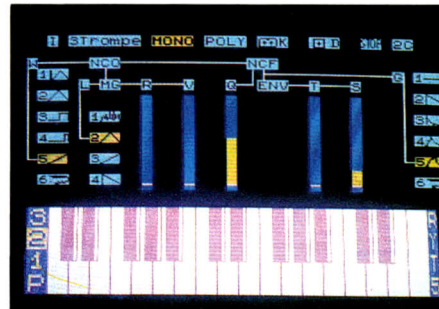 1 STrompe MONO POLY K D 2C
W NCO NCF
L MG R V Q ENV T S G
1 1 1
2 2 2
3 3 3
4 4 4
5 5
6 6
3 R
2 Y
1 T
P S